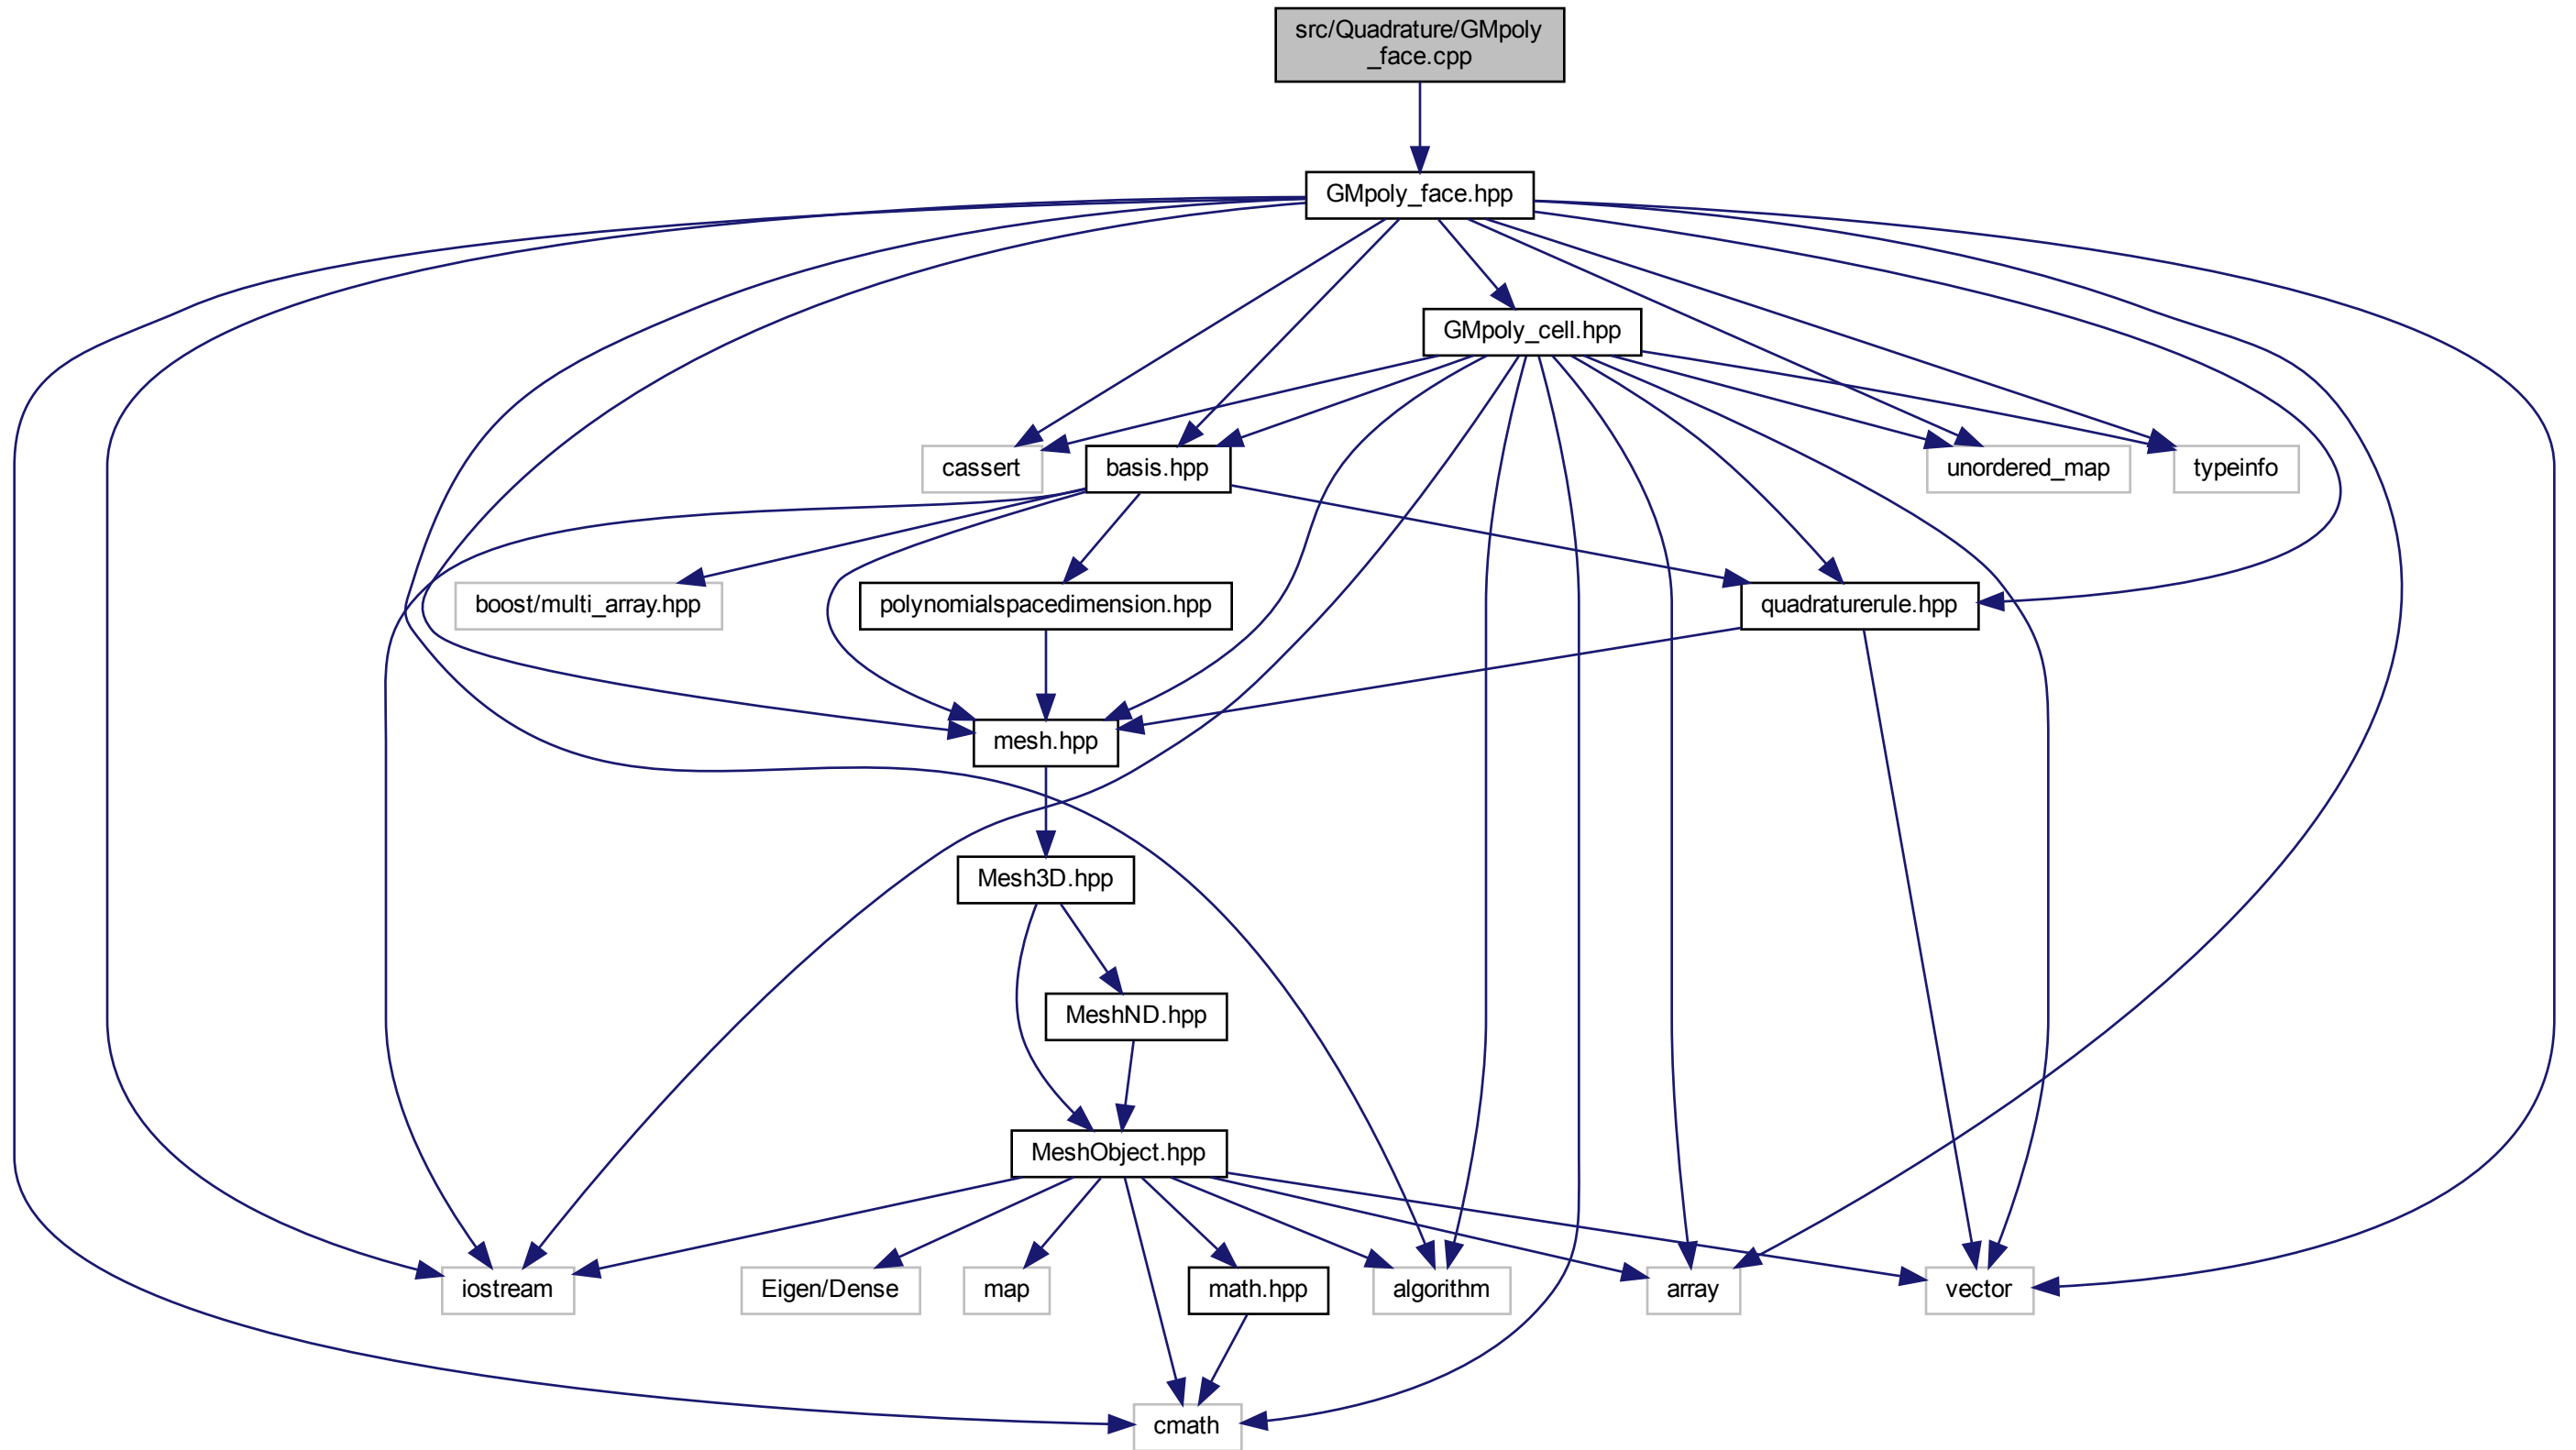 src/Quadrature/GMpoly
_face.cpp
GMpoly_face.hpp
GMpoly_cell.hpp
cassert
basis.hpp
unordered_map
typeinfo
boost/multi_array.hpp
polynomialspacedimension.hpp
quadraturerule.hpp
mesh.hpp
Mesh3D.hpp
MeshND.hpp
MeshObject.hpp
iostream
Eigen/Dense
map
math.hpp
algorithm
array
vector
cmath